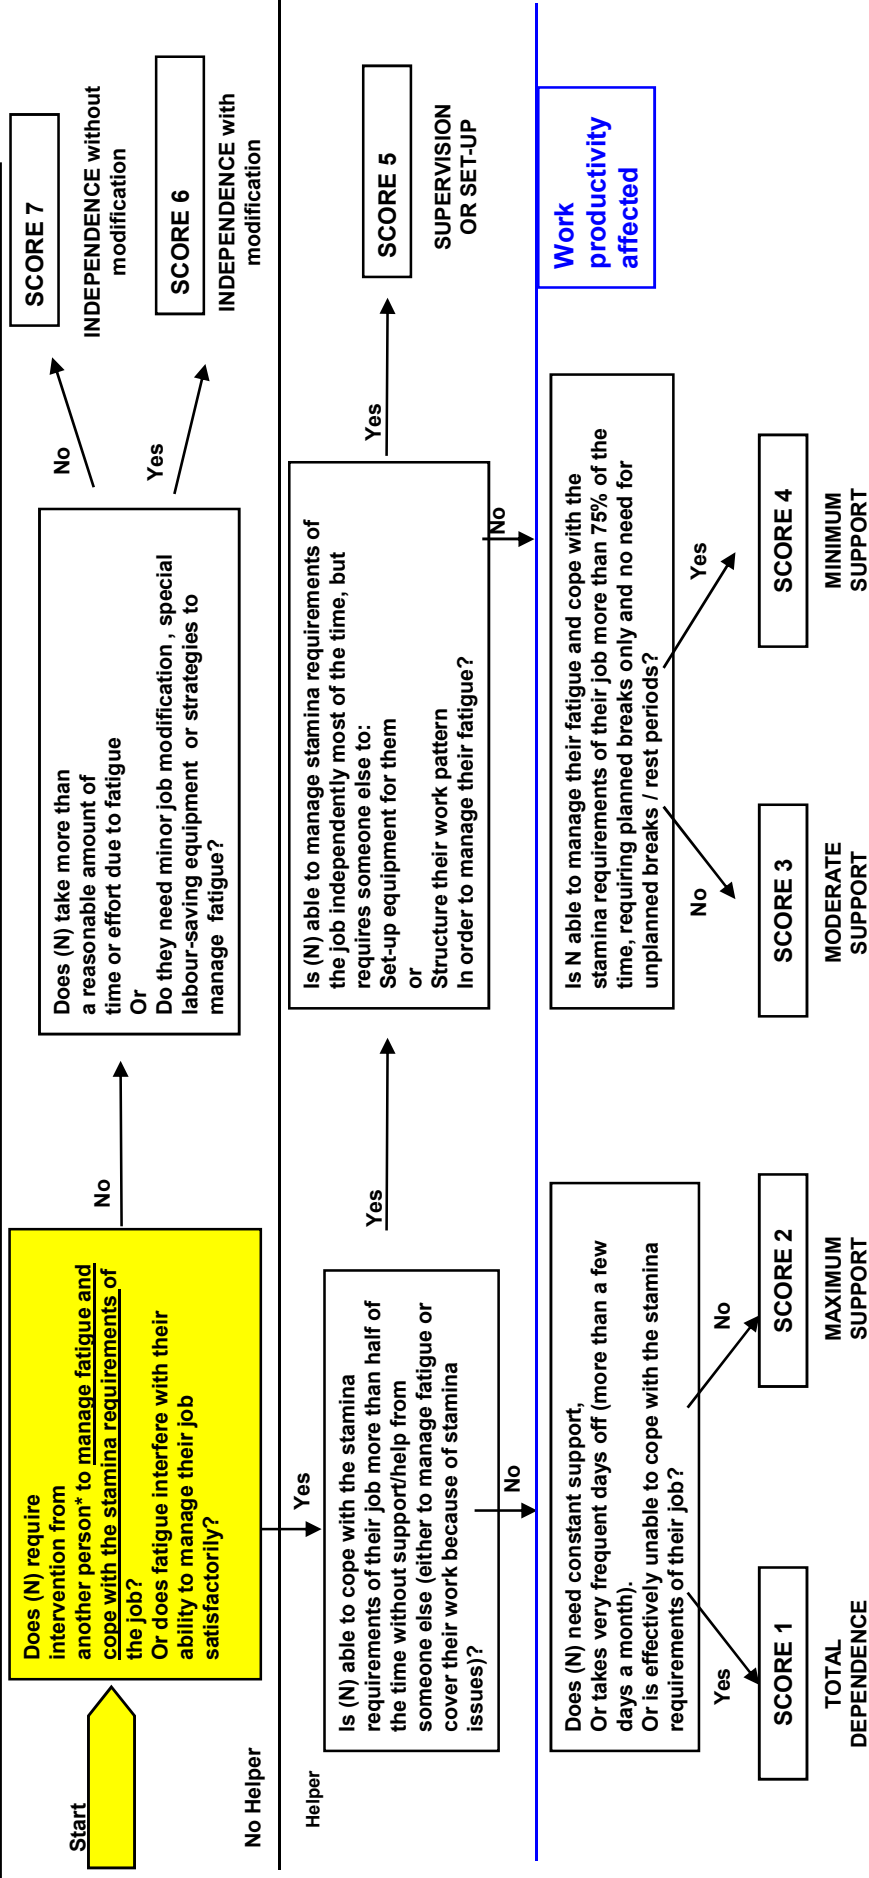 Start
Does (N) require
intervention from
another person* to manage fatigue and
cope with the stamina requirements of
the job?
Or does fatigue interfere with their
ability to manage their job
satisfactorily?
No
Does (N) take more than
a reasonable amount of
time or effort due to fatigue
Or
Do they need minor job modification , special
labour-saving equipment or strategies to
manage fatigue?
No
SCORE 7
INDEPENDENCE without
modification
Yes
SCORE 6
INDEPENDENCE with
modification
No Helper
Helper
Yes
Is (N) able to cope with the stamina
requirements of their job more than half of
the time without support/help from
someone else (either to manage fatigue or
cover their work because of stamina
issues)?
Yes
Is (N) able to manage stamina requirements of
the job independently most of the time, but
requires someone else to:
Set-up equipment for them
or
Structure their work pattern
In order to manage their fatigue?
Yes
SCORE 5
SUPERVISION
OR SET-UP
No
No
Work
productivity
affected
Does (N) need constant support,
Or takes very frequent days off (more than a few
days a month).
Or is effectively unable to cope with the stamina
requirements of their job?
Yes
No
SCORE 1
TOTAL
DEPENDENCE
SCORE 2
MAXIMUM
SUPPORT
Is N able to manage their fatigue and cope with the
stamina requirements of their job more than 75% of the
time, requiring planned breaks only and no need for
unplanned breaks / rest periods?
No
Yes
SCORE 3
MODERATE
SUPPORT
SCORE 4
MINIMUM
SUPPORT